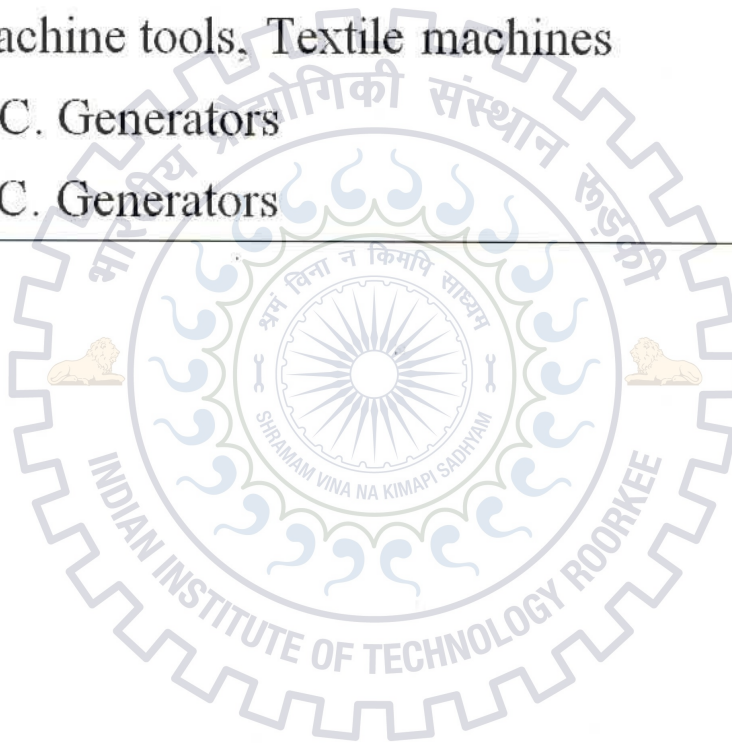 achine tools, Textile machines
C. Generators
C. Generators
भारतीय प्रौद्योगिकी संस्थान रुड़की
श्रमं विना न किमपि साध्यम्
SHRAMAM VINA NA KIMAPI SADHYAM
INDIAN INSTITUTE OF TECHNOLOGY ROORKEE